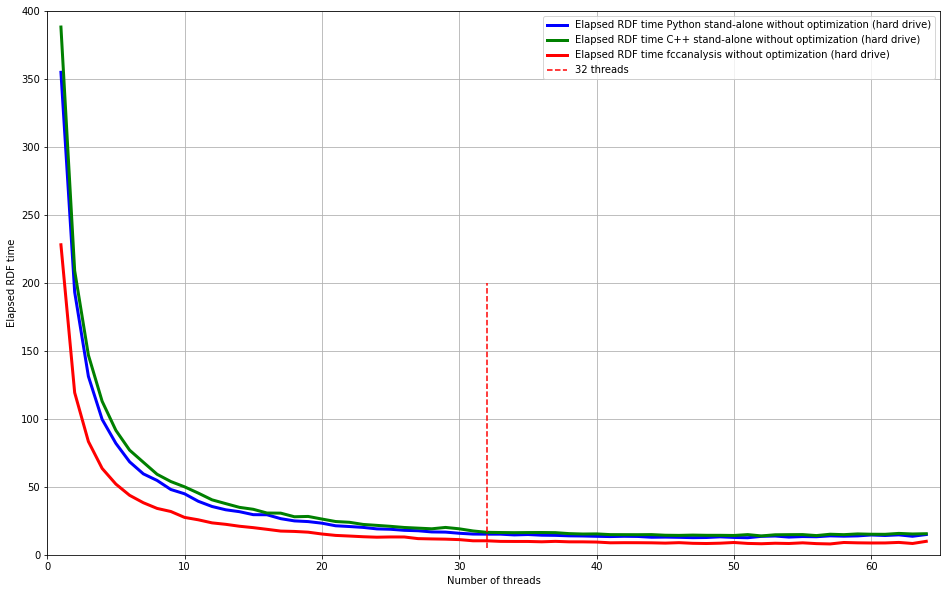 Elapsed RDF time Python stand-alone without optimization (hard drive)
Elapsed RDF time C++ stand-alone without optimization (hard drive)
Elapsed RDF time fccanalysis without optimization (hard drive)
32 threads
400
350
300
250
200
150
100
50
0
Elapsed RDF time
0 10 20 30 40 50 60
Number of threads